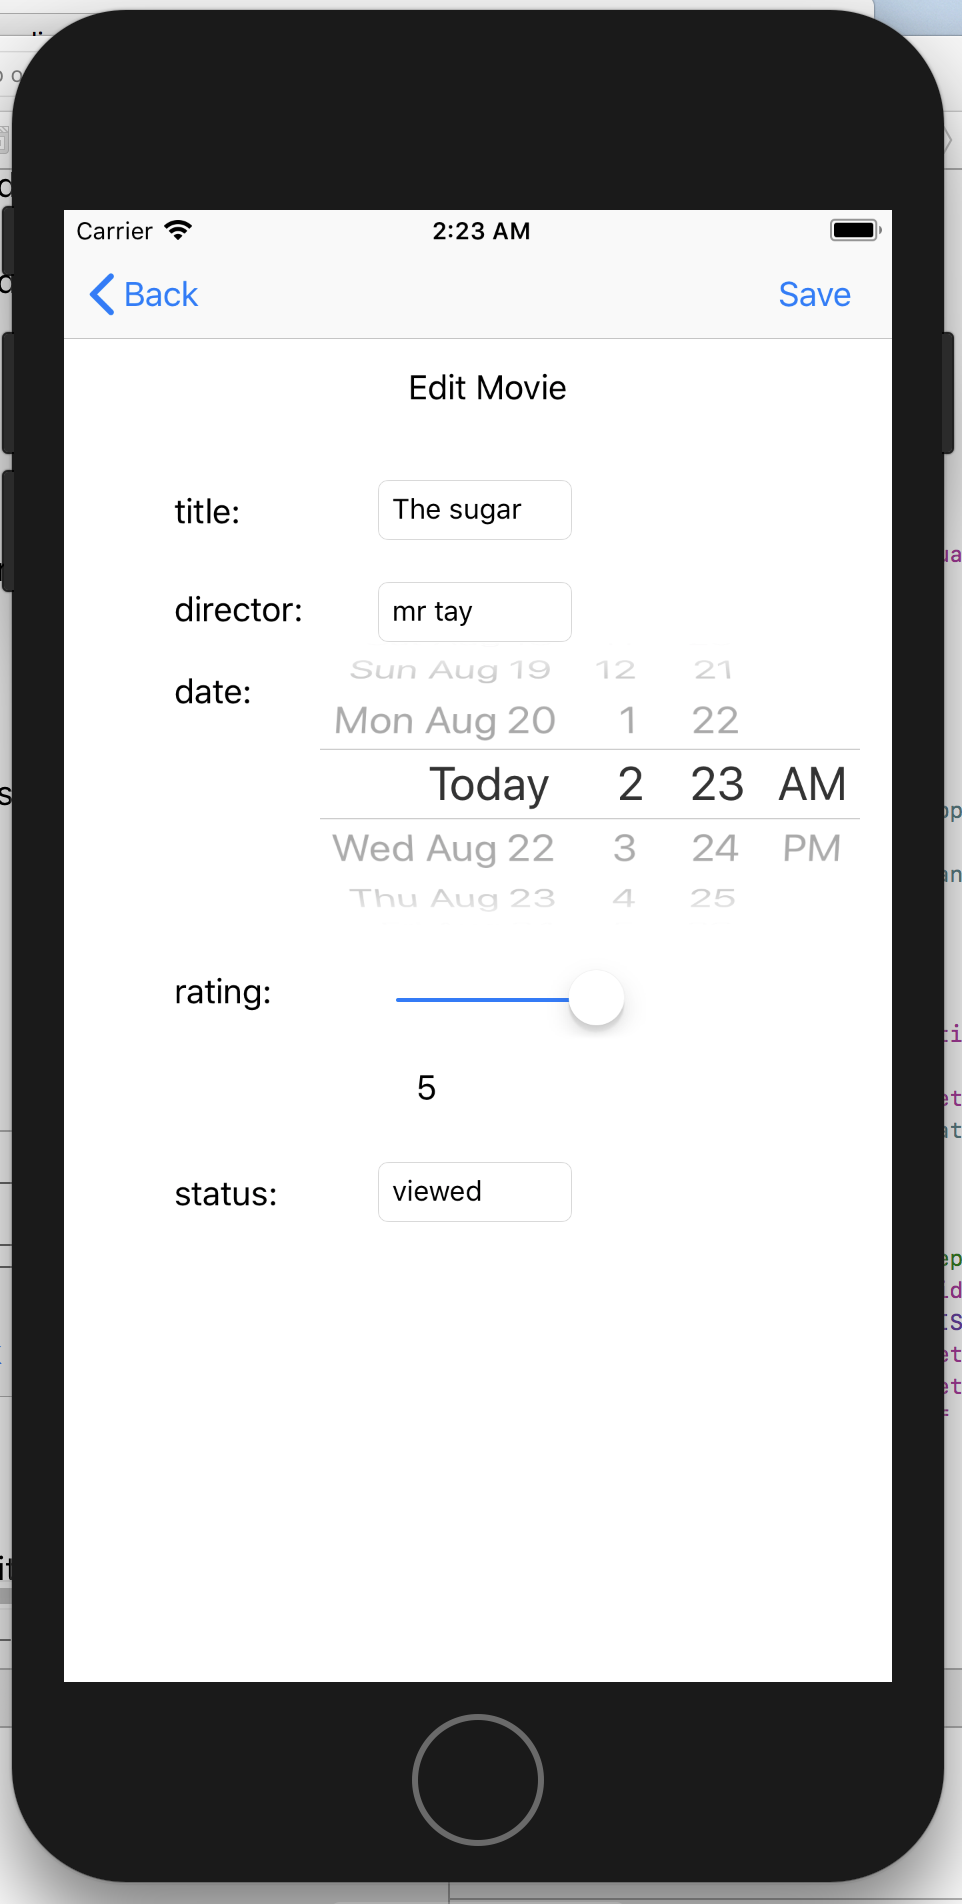 Carrier 2:23 AM
Back Save
Edit Movie
title: The sugar
director: mr tay
date:
Sun Aug 19 12 21
Mon Aug 20 1 22
Today 2 23 AM
Wed Aug 22 3 24 PM
Thu Aug 23 4 25
rating:
5
status: viewed